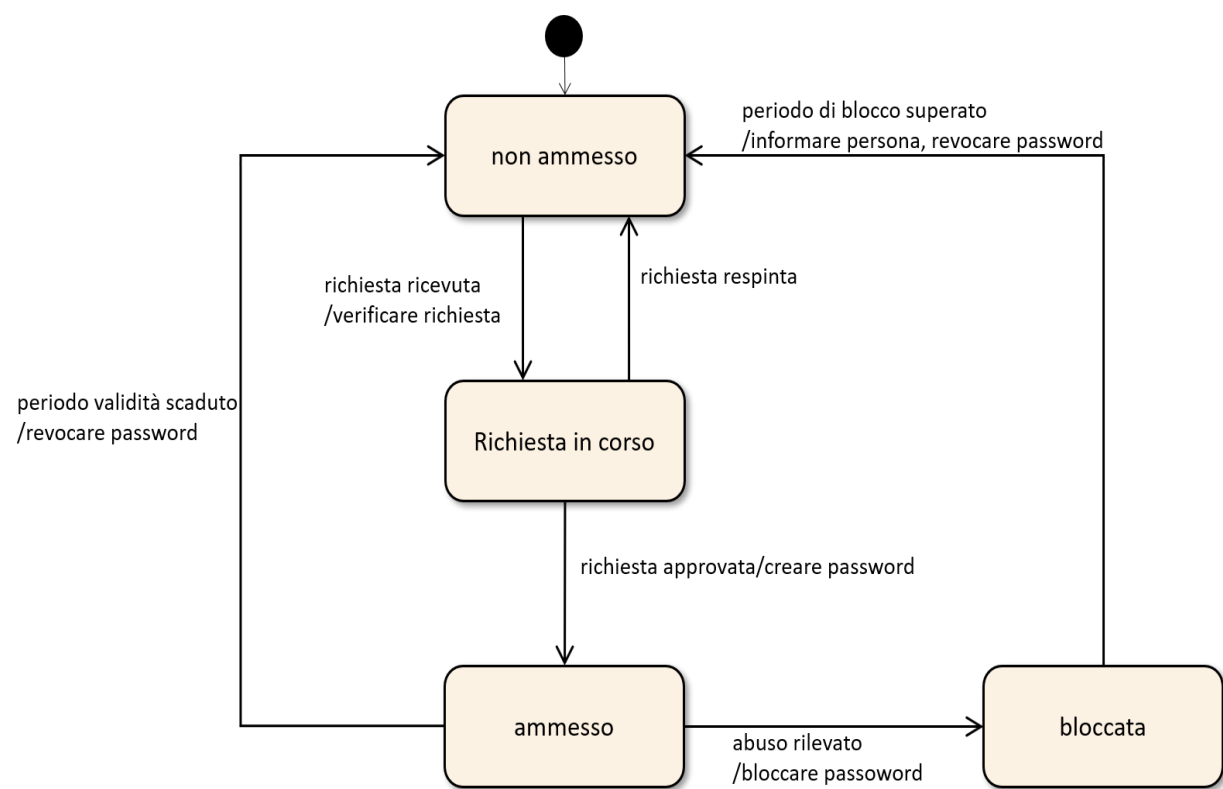 periodo di blocco superato
/informare persona, revocare password
non ammesso
richiesta ricevuta
/verificare richiesta
richiesta respinta
periodo validità scaduto
/revocare password
Richiesta in corso
richiesta approvata/creare password
ammesso
abuso rilevato
/bloccare passoword
bloccata